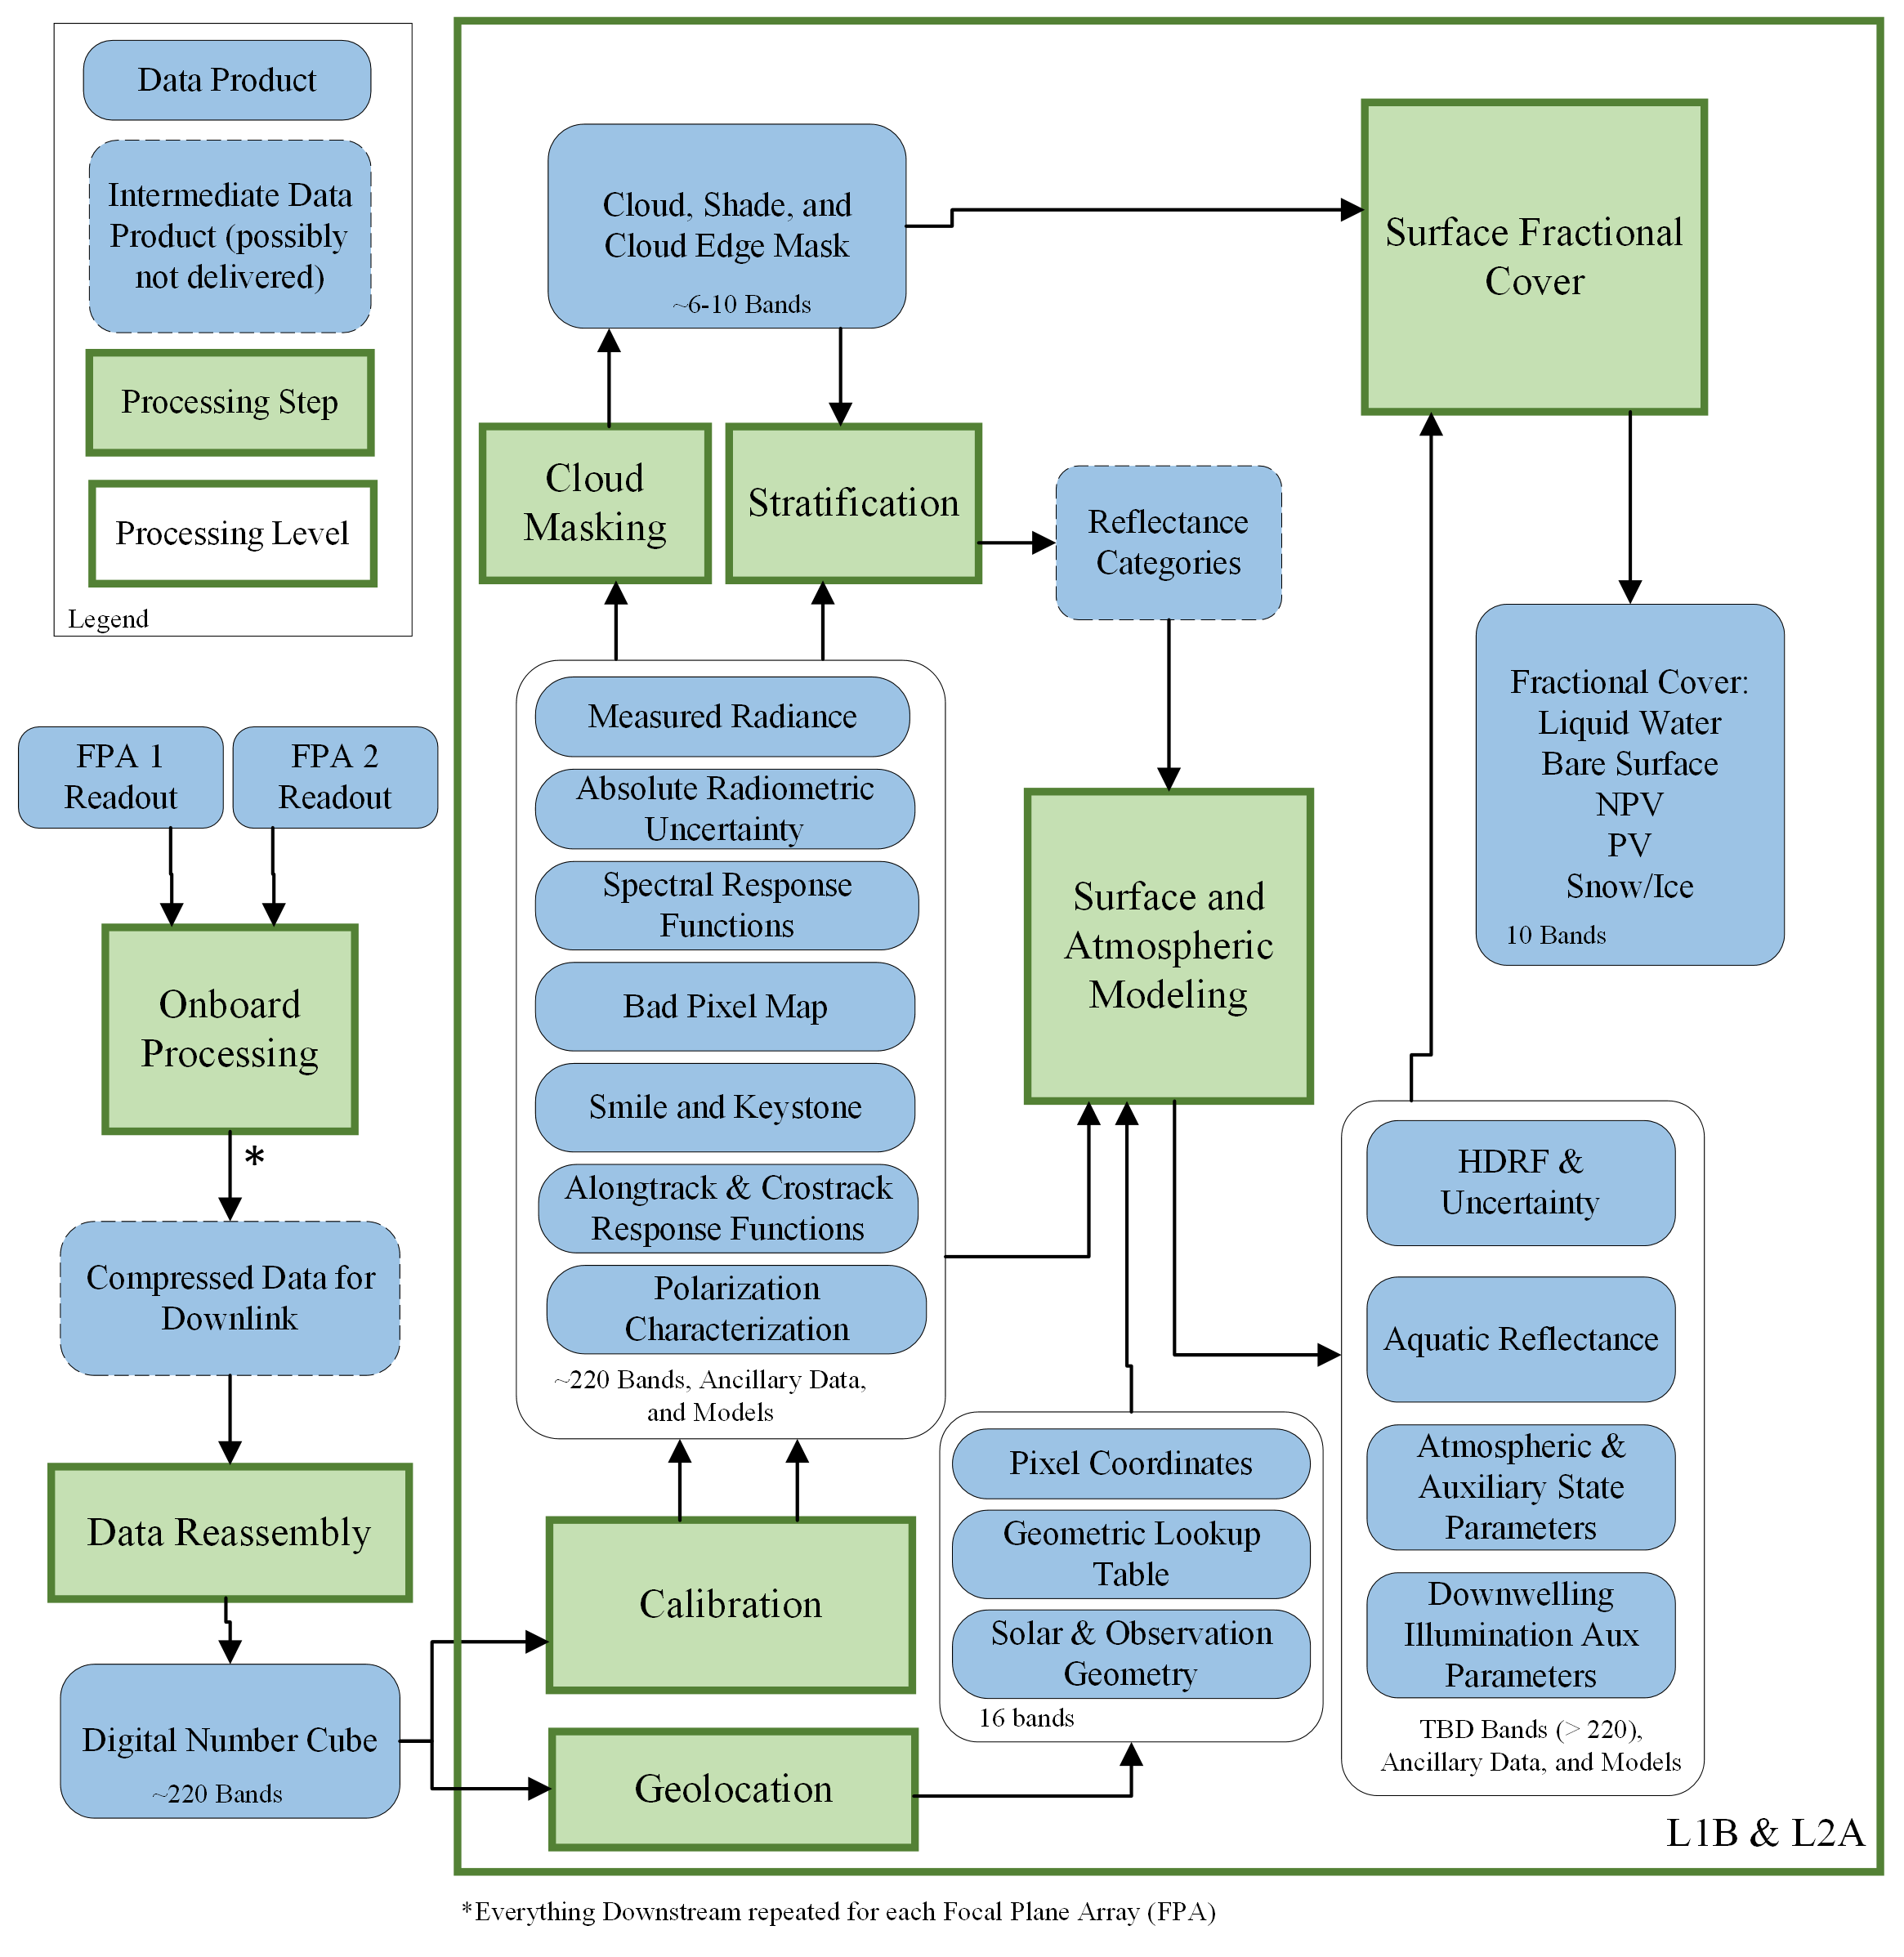 Data Product
Intermediate Data
Product (possibly
not delivered)
Processing Step
Processing Level
Legend
FPA 1
Readout
FPA 2
Readout
Onboard
Processing
*
Compressed Data for
Downlink
Data Reassembly
Digital Number Cube
~220 Bands
Cloud, Shade, and
Cloud Edge Mask
~6-10 Bands
Cloud
Masking
Stratification
Reflectance
Categories
Measured Radiance
Absolute Radiometric
Uncertainty
Spectral Response
Functions
Bad Pixel Map
Smile and Keystone
Alongtrack & Crostrack
Response Functions
Polarization
Characterization
~220 Bands, Ancillary Data,
and Models
Calibration
Geolocation
Surface and
Atmospheric
Modeling
Pixel Coordinates
Geometric Lookup
Table
Solar & Observation
Geometry
16 bands
Surface Fractional
Cover
Fractional Cover:
Liquid Water
Bare Surface
NPV
PV
Snow/Ice
10 Bands
HDRF &
Uncertainty
Aquatic Reflectance
Atmospheric &
Auxiliary State
Parameters
Downwelling
Illumination Aux
Parameters
TBD Bands (> 220),
Ancillary Data, and Models
L1B & L2A
*Everything Downstream repeated for each Focal Plane Array (FPA)